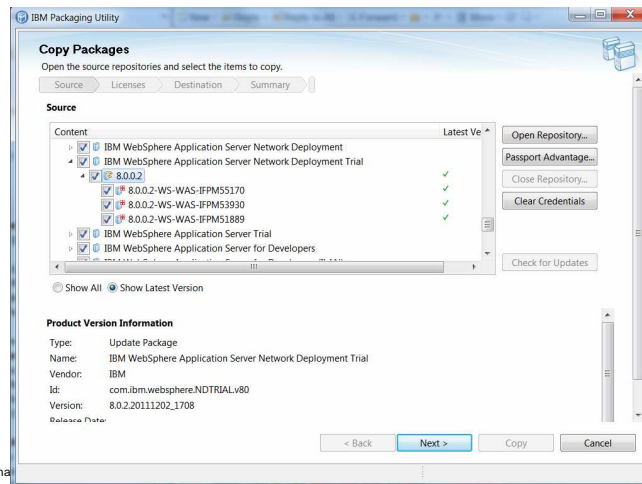 IBM Packaging Utility
Copy Packages
Open the source repositories and select the items to copy.
Source Licenses Destination Summary
Source
Content Latest Ve
IBM WebSphere Application Server Network Deployment
IBM WebSphere Application Server Network Deployment Trial
8.0.0.2
8.0.0.2-WS-WAS-IFPM55170
8.0.0.2-WS-WAS-IFPM53930
8.0.0.2-WS-WAS-IFPM51889
IBM WebSphere Application Server Trial
IBM WebSphere Application Server for Developers
Open Repository...
Passport Advantage...
Close Repository...
Clear Credentials
Check for Updates
Show All Show Latest Version
Product Version Information
Type: Update Package
Name: IBM WebSphere Application Server Network Deployment Trial
Vendor: IBM
Id: com.ibm.websphere.NDTRIAL.v80
Version: 8.0.2.20111202_1708
Release Date:
< Back Next > Copy Cancel
na